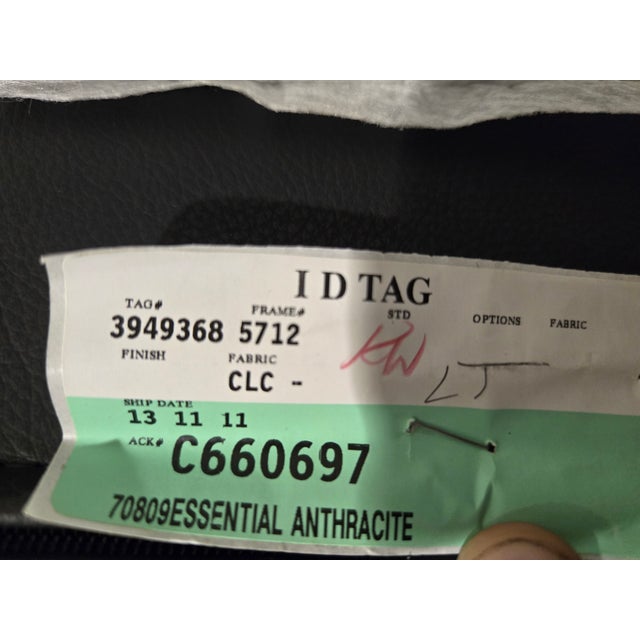 I D TAG
TAG# FRAME# STD OPTIONS FABRIC
3949368 5712
KW LT
FINISH FABRIC
CLC -
SHIP DATE
13 11 11
ACK# C660697
70809ESSENTIAL ANTHRACITE